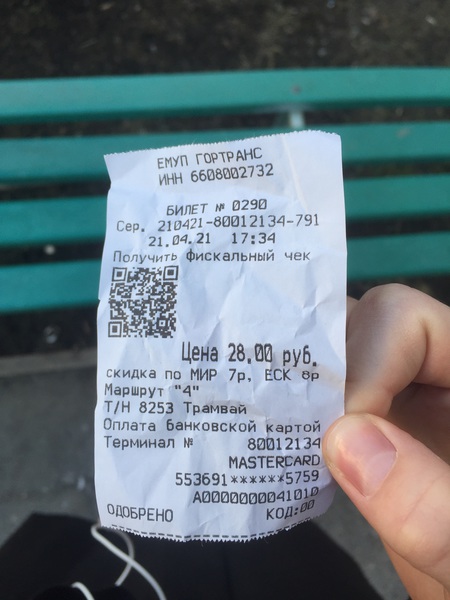 ЕМУП ГОРТРАНС
ИНН 6608002732
БИЛЕТ № 0290
Сер. 210421-80012134-791
21.04.21 17:34
Получить фискальный чек
Цена 28.00 руб.
скидка по МИР 7р, ЕСК 8р
Маршрут "4"
Т/Н 8253 Трамвай
Оплата банковской картой
Терминал № 80012134
MASTERCARD
553691******5759
A0000000041010
ОДОБРЕНО КОД:00